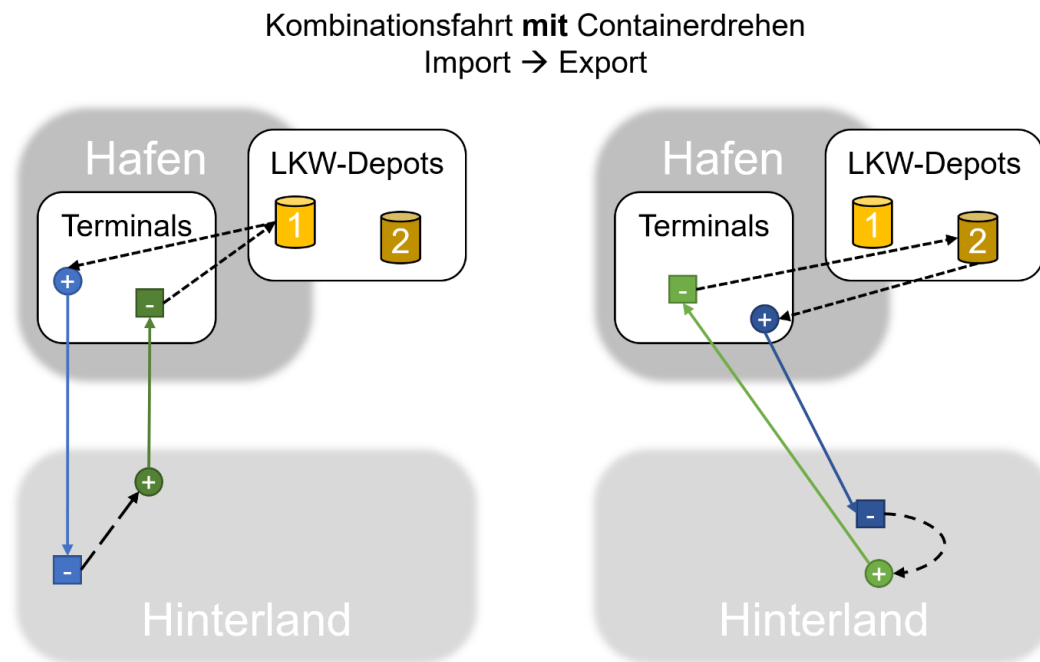 Kombinationsfahrt mit Containerdrehen
Import → Export
Hafen
LKW-Depots
1
2
Terminals
+
-
+
-
Hinterland
Hafen
LKW-Depots
1
2
Terminals
-
+
-
+
Hinterland